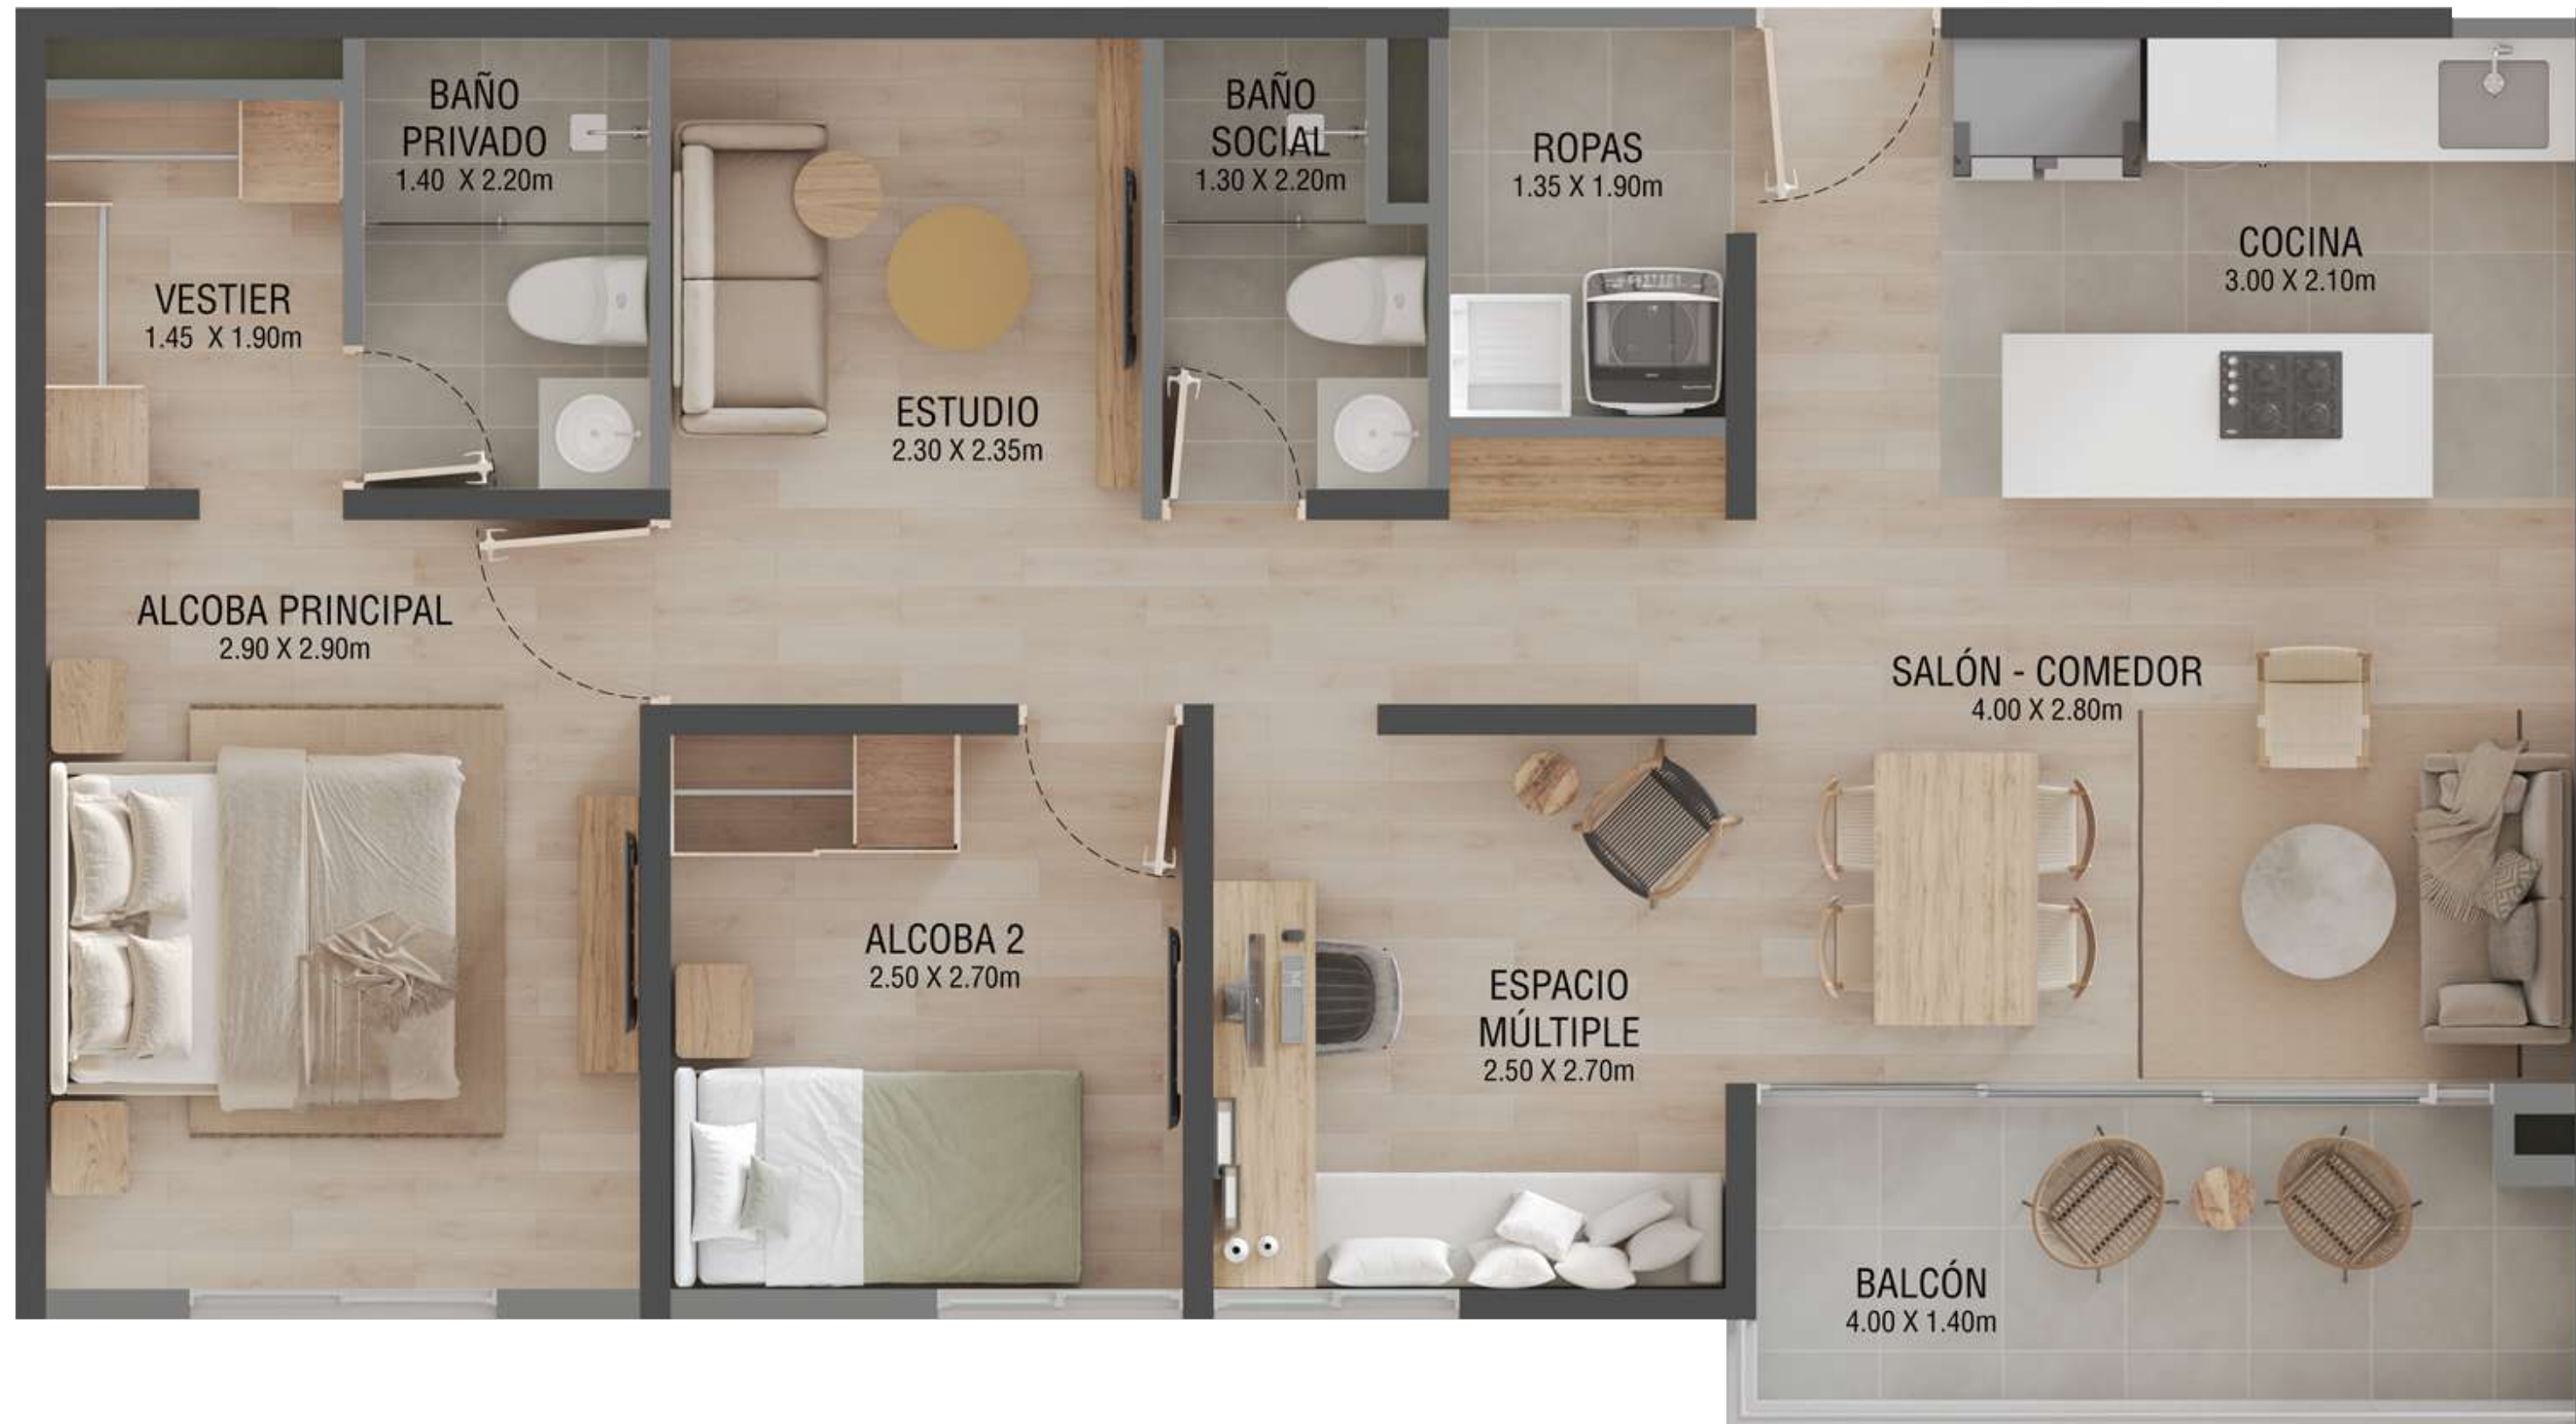 BAÑO
PRIVADO
1.40 X 2.20m
BAÑO
SOCIAL
1.30 X 2.20m
ROPAS
1.35 X 1.90m
COCINA
3.00 X 2.10m
VESTIER
1.45 X 1.90m
ESTUDIO
2.30 X 2.35m
ALCOBA PRINCIPAL
2.90 X 2.90m
SALÓN - COMEDOR
4.00 X 2.80m
ALCOBA 2
2.50 X 2.70m
ESPACIO
MÚLTIPLE
2.50 X 2.70m
BALCÓN
4.00 X 1.40m